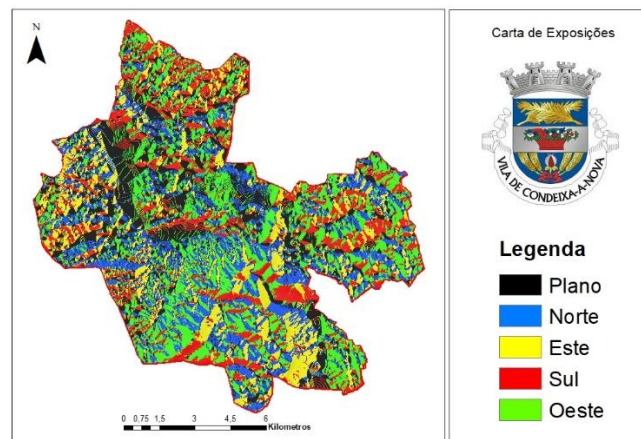 N
Carta de Exposições
VILA DE CONDEIXA-A-NOVA
Legenda
Plano
Norte
Este
Sul
Oeste
0 0,75 1,5 3 4,5 6
Kilometros